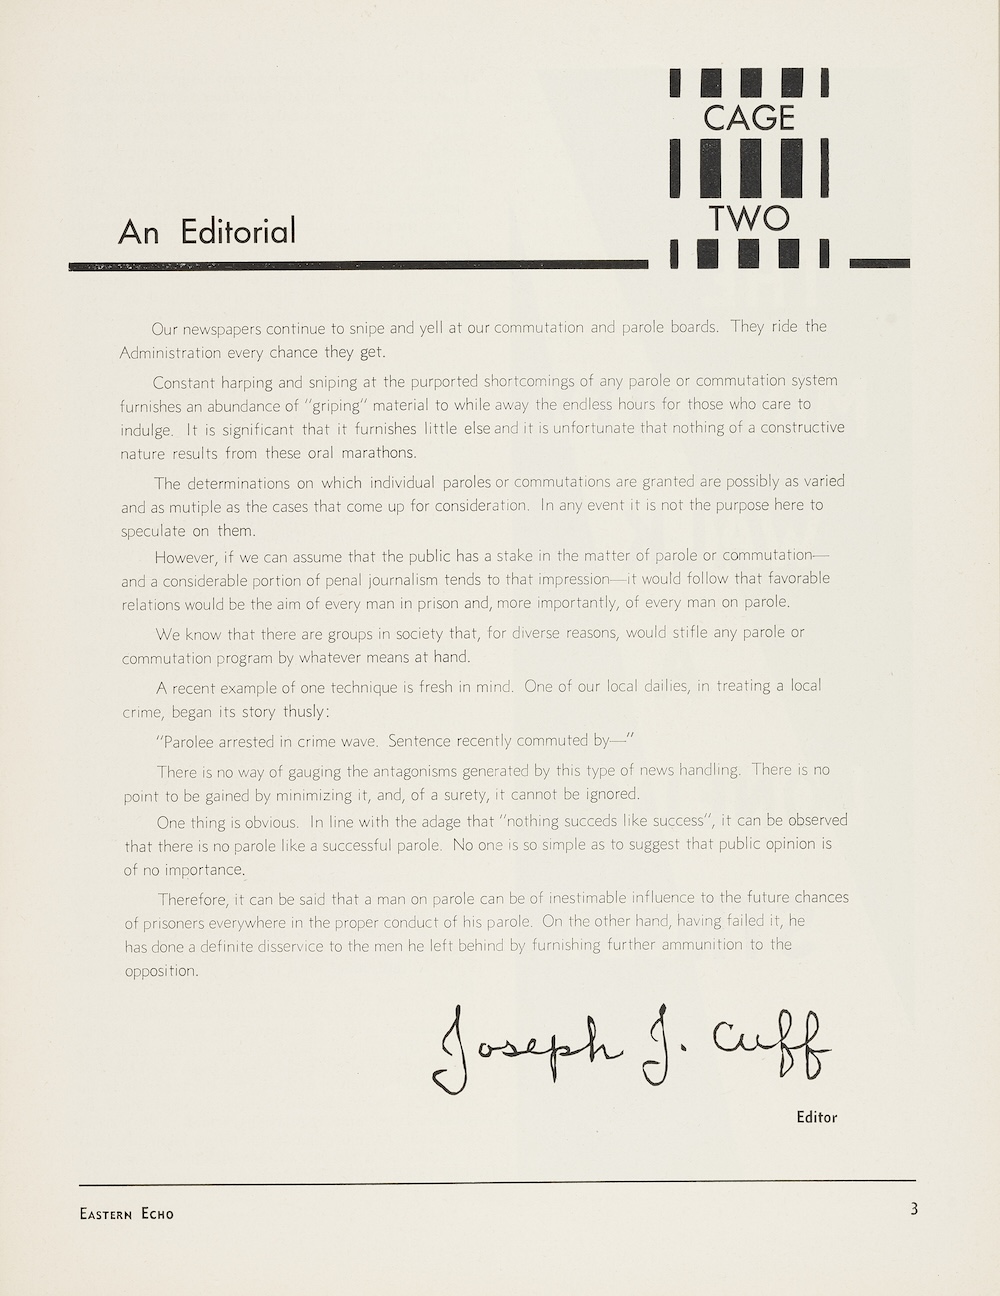 CAGE
TWO
An Editorial
Our newspapers continue to snipe and yell at our commutation and parole boards. They ride the
Administration every chance they get.
Constant harping and sniping at the purported shortcomings of any parole or commutation system
furnishes an abundance of "griping" material to while away the endless hours for those who care to
indulge. It is significant that it furnishes little else and it is unfortunate that nothing of a constructive
nature results from these oral marathons.
The determinations on which individual paroles or commutations are granted are possibly as varied
and as mutiple as the cases that come up for consideration. In any event it is not the purpose here to
speculate on them.
However, if we can assume that the public has a stake in the matter of parole or commutation—
and a considerable portion of penal journalism tends to that impression—it would follow that favorable
relations would be the aim of every man in prison and, more importantly, of every man on parole.
We know that there are groups in society that, for diverse reasons, would stifle any parole or
commutation program by whatever means at hand.
A recent example of one technique is fresh in mind. One of our local dailies, in treating a local
crime, began its story thusly:
"Parolee arrested in crime wave. Sentence recently commuted by—"
There is no way of gauging the antagonisms generated by this type of news handling. There is no
point to be gained by minimizing it, and, of a surety, it cannot be ignored.
One thing is obvious. In line with the adage that "nothing succeds like success", it can be observed
that there is no parole like a successful parole. No one is so simple as to suggest that public opinion is
of no importance.
Therefore, it can be said that a man on parole can be of inestimable influence to the future chances
of prisoners everywhere in the proper conduct of his parole. On the other hand, having failed it, he
has done a definite disservice to the men he left behind by furnishing further ammunition to the
opposition.
Joseph J. Cuff
Editor
EASTERN ECHO
3